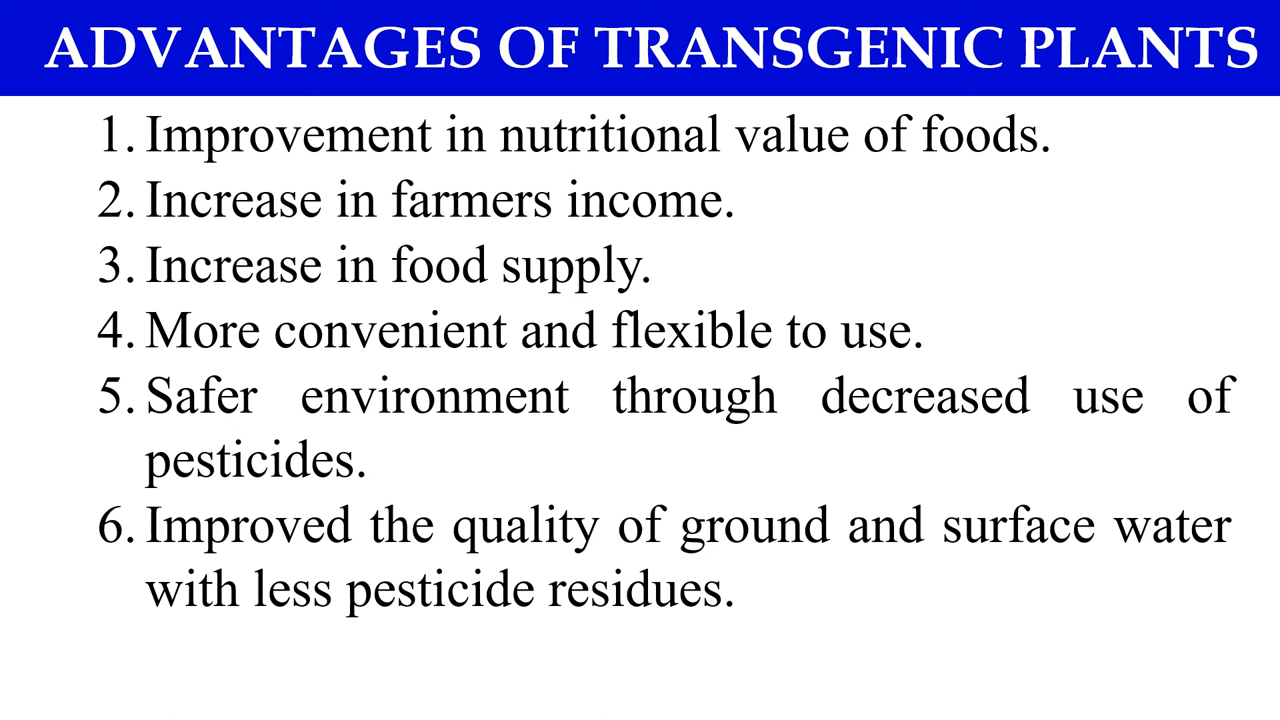 ADVANTAGES OF TRANSGENIC PLANTS
1. Improvement in nutritional value of foods.
2. Increase in farmers income.
3. Increase in food supply.
4. More convenient and flexible to use.
5. Safer environment through decreased use of
pesticides.
6. Improved the quality of ground and surface water
with less pesticide residues.